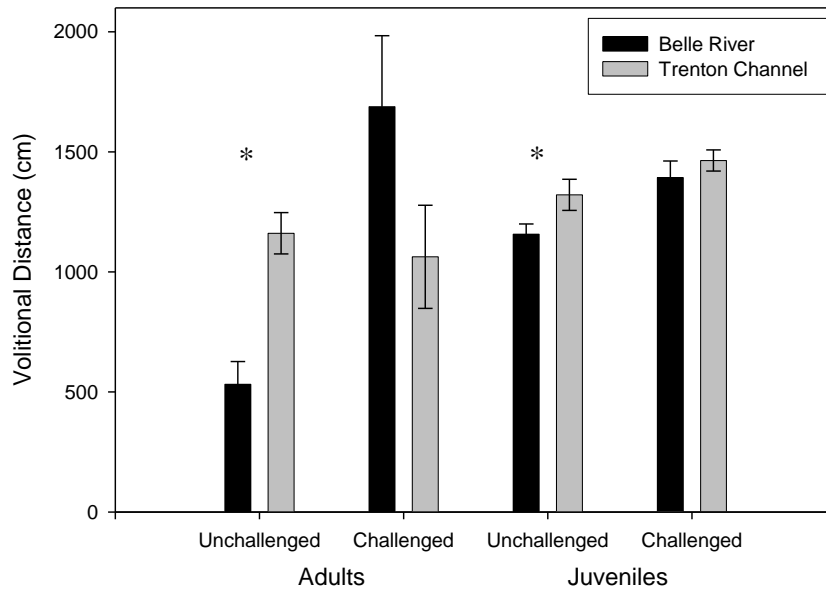 2000
1500
1000
500
0
Volitional Distance (cm)
Belle River
Trenton Channel
*
*
Unchallenged Challenged Unchallenged Challenged
Adults Juveniles